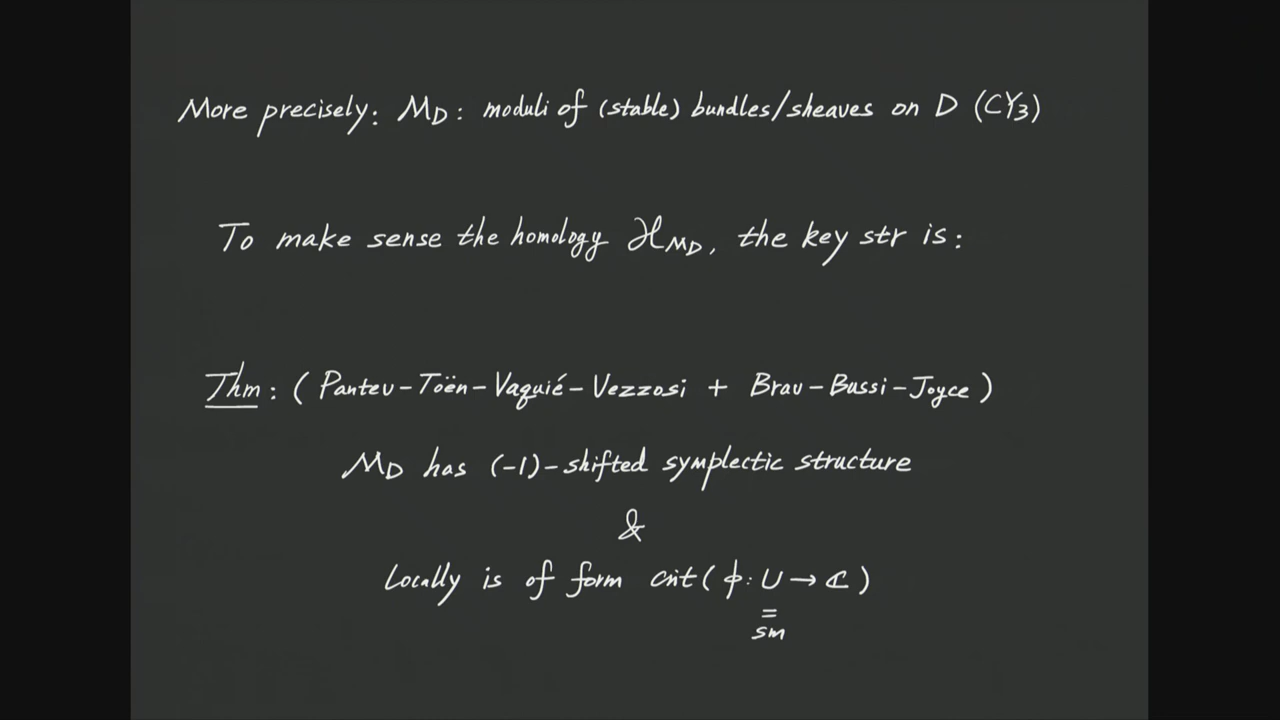 More precisely: M_D: moduli of (stable) bundles/sheaves on D (CY₃)
To make sense the homology ℋ_{M_D}, the key str is:
Thm: (Pantev-Toën-Vaquié-Vezzosi + Brav-Bussi-Joyce)
M_D has (-1)-shifted symplectic structure
&
Locally is of form crit(ϕ: U → ℂ)
=
sm